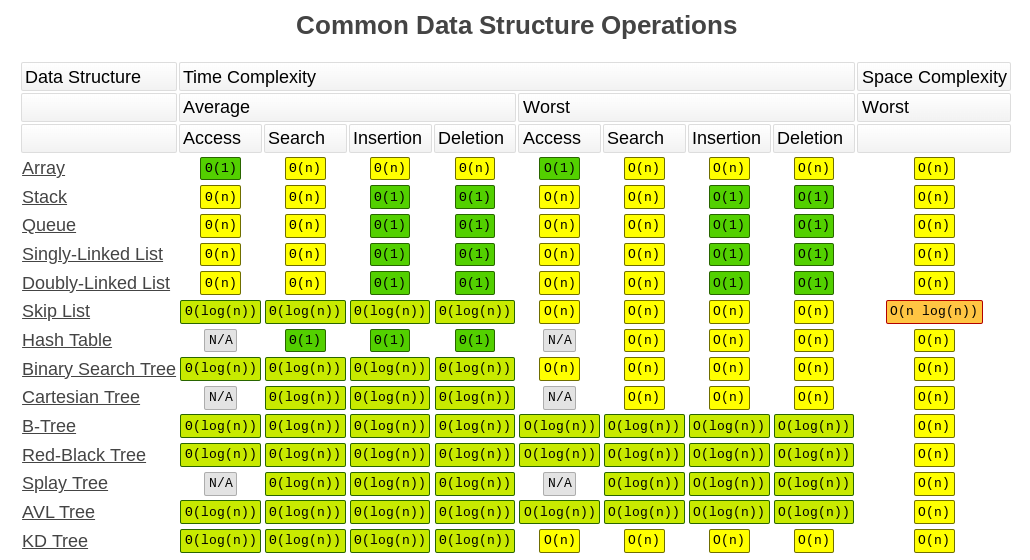 Common Data Structure Operations
Data Structure Time Complexity Space Complexity
Average Worst Worst
Access Search Insertion Deletion Access Search Insertion Deletion
Array Θ(1) Θ(n) Θ(n) Θ(n) O(1) O(n) O(n) O(n) O(n)
Stack Θ(n) Θ(n) Θ(1) Θ(1) O(n) O(n) O(1) O(1) O(n)
Queue Θ(n) Θ(n) Θ(1) Θ(1) O(n) O(n) O(1) O(1) O(n)
Singly-Linked List Θ(n) Θ(n) Θ(1) Θ(1) O(n) O(n) O(1) O(1) O(n)
Doubly-Linked List Θ(n) Θ(n) Θ(1) Θ(1) O(n) O(n) O(1) O(1) O(n)
Skip List Θ(log(n)) Θ(log(n)) Θ(log(n)) Θ(log(n)) O(n) O(n) O(n) O(n) O(n log(n))
Hash Table N/A Θ(1) Θ(1) Θ(1) N/A O(n) O(n) O(n) O(n)
Binary Search Tree Θ(log(n)) Θ(log(n)) Θ(log(n)) Θ(log(n)) O(n) O(n) O(n) O(n) O(n)
Cartesian Tree N/A Θ(log(n)) Θ(log(n)) Θ(log(n)) N/A O(n) O(n) O(n) O(n)
B-Tree Θ(log(n)) Θ(log(n)) Θ(log(n)) Θ(log(n)) O(log(n)) O(log(n)) O(log(n)) O(log(n)) O(n)
Red-Black Tree Θ(log(n)) Θ(log(n)) Θ(log(n)) Θ(log(n)) O(log(n)) O(log(n)) O(log(n)) O(log(n)) O(n)
Splay Tree N/A Θ(log(n)) Θ(log(n)) Θ(log(n)) N/A O(log(n)) O(log(n)) O(log(n)) O(n)
AVL Tree Θ(log(n)) Θ(log(n)) Θ(log(n)) Θ(log(n)) O(log(n)) O(log(n)) O(log(n)) O(log(n)) O(n)
KD Tree Θ(log(n)) Θ(log(n)) Θ(log(n)) Θ(log(n)) O(n) O(n) O(n) O(n) O(n)